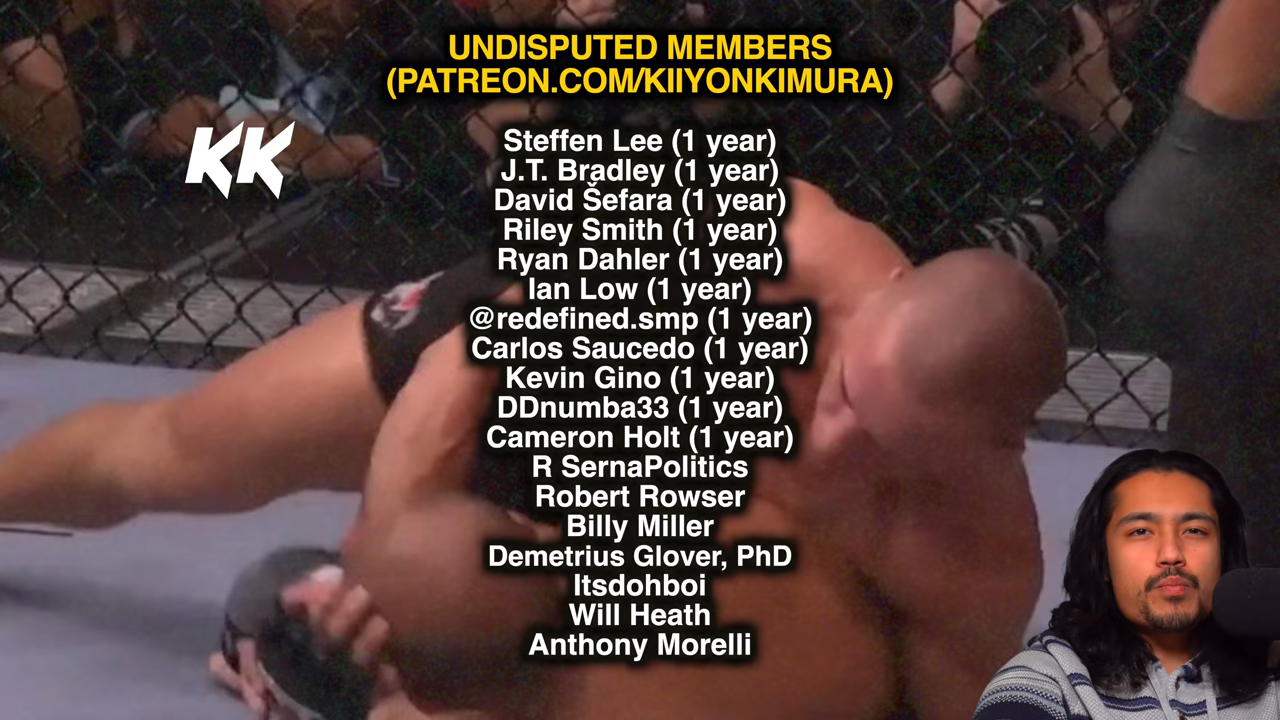 UNDISPUTED MEMBERS
(PATREON.COM/KIIYONKIMURA)
KK
Steffen Lee (1 year)
J.T. Bradley (1 year)
David Šefara (1 year)
Riley Smith (1 year)
Ryan Dahler (1 year)
Ian Low (1 year)
@redefined.smp (1 year)
Carlos Saucedo (1 year)
Kevin Gino (1 year)
DDnumba33 (1 year)
Cameron Holt (1 year)
R SernaPolitics
Robert Rowser
Billy Miller
Demetrius Glover, PhD
Itsdohboi
Will Heath
Anthony Morelli